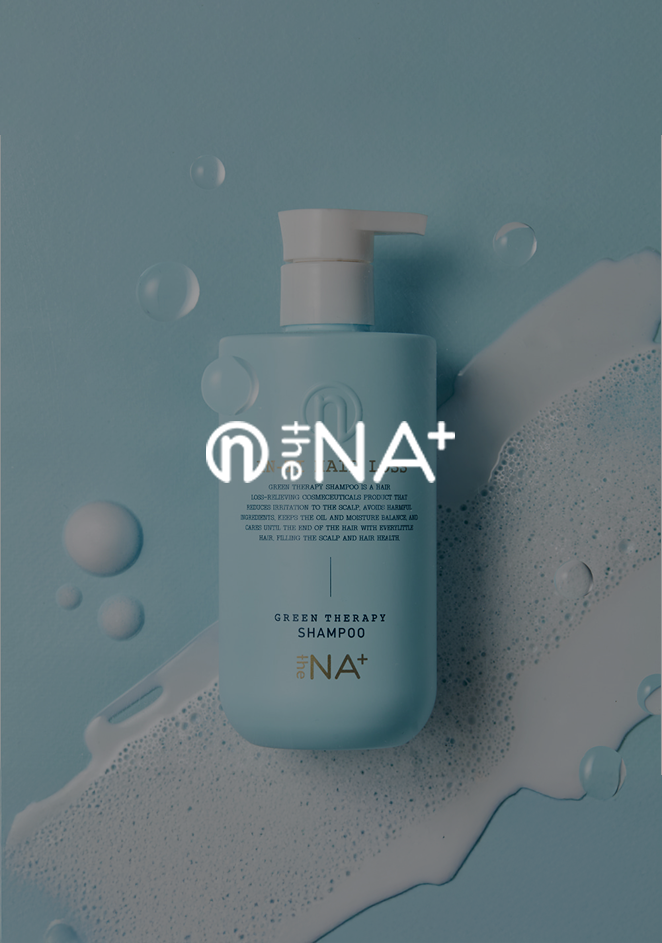 the NA+
HAIR LOSS
GREEN THERAPY SHAMPOO IS A HAIR
LOSS-RELIEVING COSMECEUTICALS PRODUCT THAT
REDUCES IRRITATION TO THE SCALP, AVOIDS HARMFUL
INGREDIENTS, KEEPS THE OIL AND MOISTURE BALANCE, AND
CARES UNTIL THE END OF THE HAIR WITH EVERYLITTLE
HAIR, FILLING THE SCALP AND HAIR HEALTH.
GREEN THERAPY
SHAMPOO
the NA+